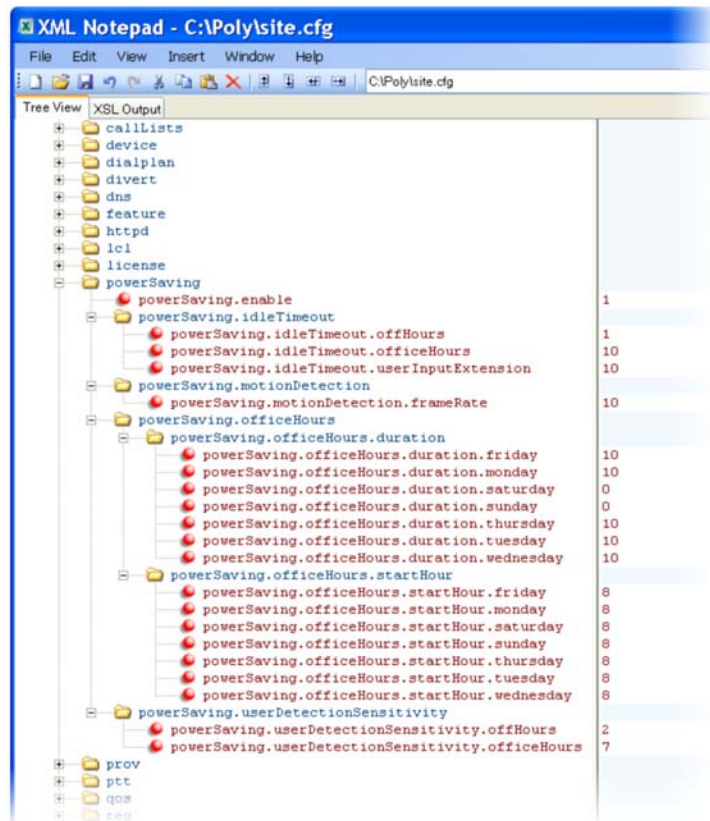 XML Notepad - C:\Poly\site.cfg
File Edit View Insert Window Help
C:\Poly\site.cfg
Tree View XSL Output
callLists
device
dialplan
divert
dns
feature
httpd
lcl
license
powerSaving
powerSaving.enable 1
powerSaving.idleTimeout
powerSaving.idleTimeout.offHours 1
powerSaving.idleTimeout.officeHours 10
powerSaving.idleTimeout.userInputExtension 10
powerSaving.motionDetection
powerSaving.motionDetection.frameRate 10
powerSaving.officeHours
powerSaving.officeHours.duration
powerSaving.officeHours.duration.friday 10
powerSaving.officeHours.duration.monday 10
powerSaving.officeHours.duration.saturday 0
powerSaving.officeHours.duration.sunday 0
powerSaving.officeHours.duration.thursday 10
powerSaving.officeHours.duration.tuesday 10
powerSaving.officeHours.duration.wednesday 10
powerSaving.officeHours.startHour
powerSaving.officeHours.startHour.friday 8
powerSaving.officeHours.startHour.monday 8
powerSaving.officeHours.startHour.saturday 8
powerSaving.officeHours.startHour.sunday 8
powerSaving.officeHours.startHour.thursday 8
powerSaving.officeHours.startHour.tuesday 8
powerSaving.officeHours.startHour.wednesday 8
powerSaving.userDetectionSensitivity
powerSaving.userDetectionSensitivity.offHours 2
powerSaving.userDetectionSensitivity.officeHours 7
prov
ptt
qos
reg